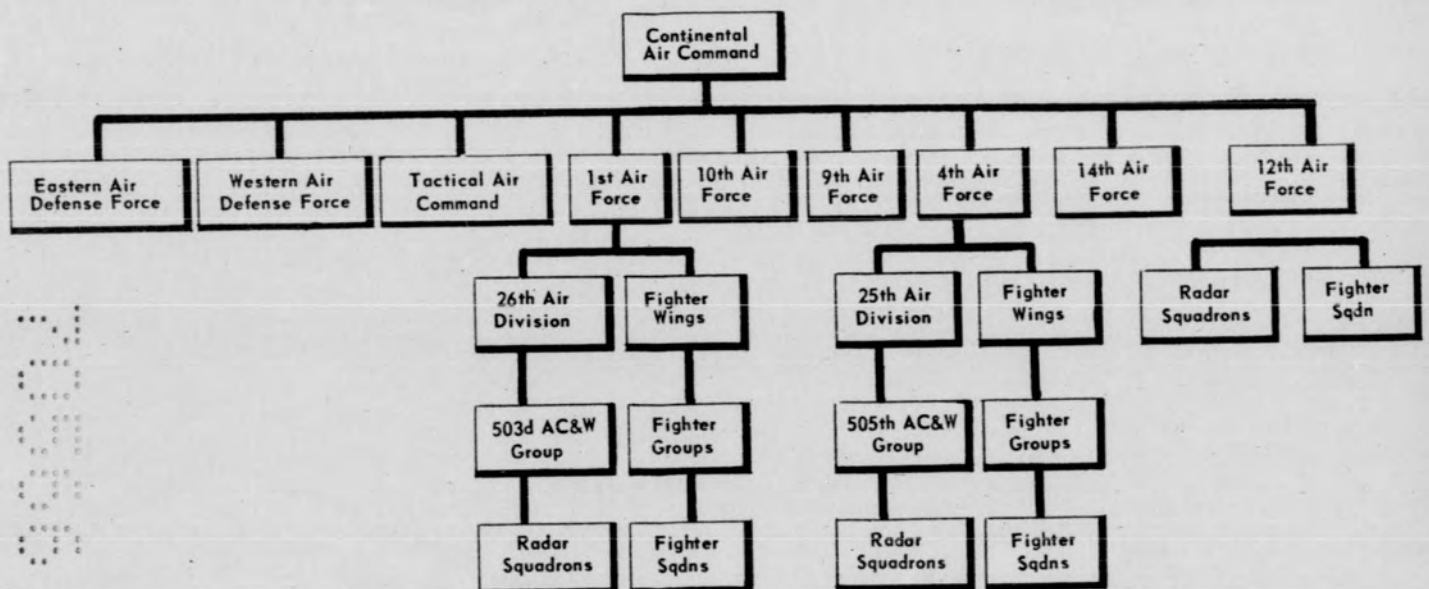 Continental
Air Command
Eastern Air
Defense Force
Western Air
Defense Force
Tactical Air
Command
1st Air
Force
10th Air
Force
9th Air
Force
4th Air
Force
14th Air
Force
12th Air
Force
26th Air
Division
Fighter
Wings
25th Air
Division
Fighter
Wings
Radar
Squadrons
Fighter
Sqdn
503d AC&W
Group
Fighter
Groups
505th AC&W
Group
Fighter
Groups
Radar
Squadrons
Fighter
Sqdns
Radar
Squadrons
Fighter
Sqdns